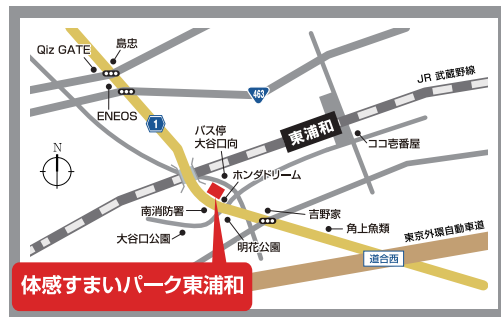 島忠
Qiz GATE
ENEOS
463
JR 武蔵野線
1
バス停
大谷口向
東浦和
ココ壱番屋
N
ホンダドリーム
南消防署
吉野家
大谷口公園
明花公園
角上魚類
東京外環自動車道
道合西
体感すまいパーク東浦和